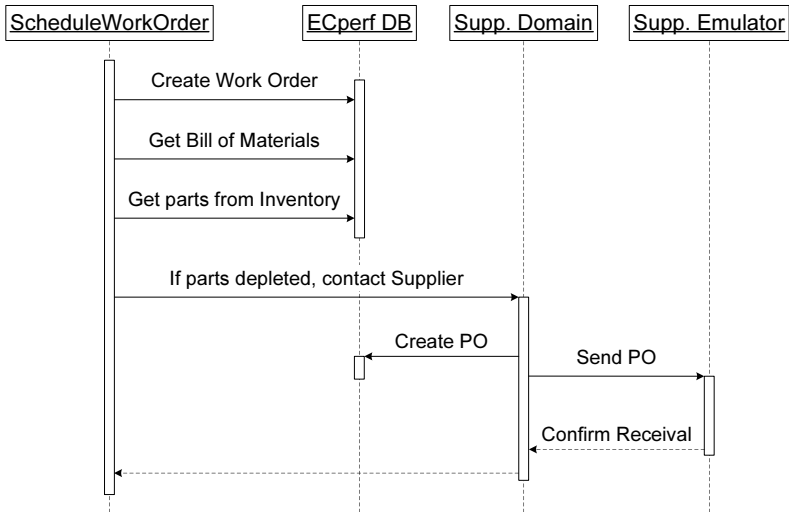 ScheduleWorkOrder
ECperf DB
Supp. Domain
Supp. Emulator
Create Work Order
Get Bill of Materials
Get parts from Inventory
If parts depleted, contact Supplier
Create PO
Send PO
Confirm Receival